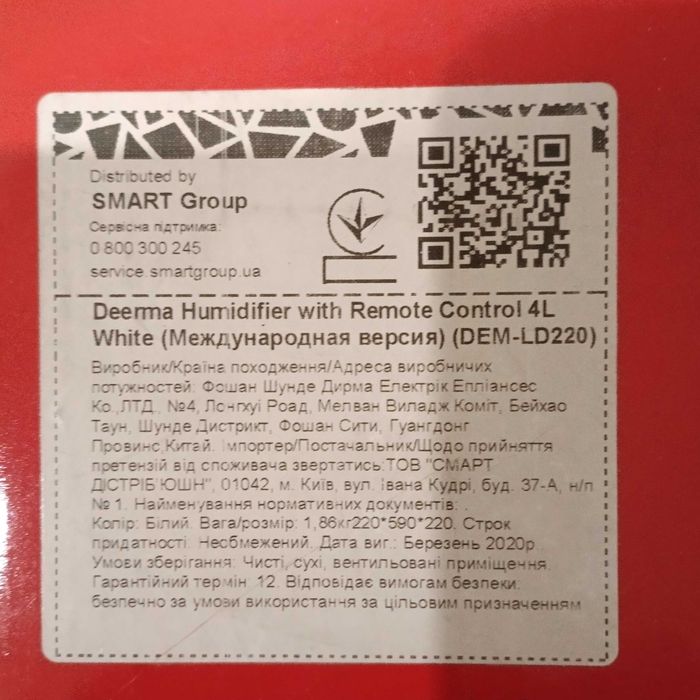 Distributed by
SMART Group
Сервісна підтримка:
0 800 300 245
service.smartgroup.ua
Deerma Humidifier with Remote Control 4L
White (Международная версия) (DEM-LD220)
Виробник/Країна походження/Адреса виробничих
потужностей: Фошан Шунде Дирма Електрік Епліансес
Ко.,ЛТД., №4, Лонгхуі Роад, Мелван Виладж Коміт, Бейхао
Таун, Шунде Дистрикт, Фошан Сити, Гуангдонг
Провинс,Китай. Імпортер/Постачальник/Щодо прийняття
претензій від споживача звертатись:ТОВ "СМАРТ
ДІСТРІБ'ЮШН", 01042, м. Київ, вул. Івана Кудрі, буд. 37-А, н/п
№ 1. Найменування нормативних документів: .
Колір: Білий. Вага/розмір: 1,86кг220*590*220. Строк
придатності: Необмежений. Дата виг.: Березень 2020р.
Умови зберігання: Чисті, сухі, вентильовані приміщення.
Гарантійний термін: 12. Відповідає вимогам безпеки:
безпечно за умови використання за цільовим призначенням